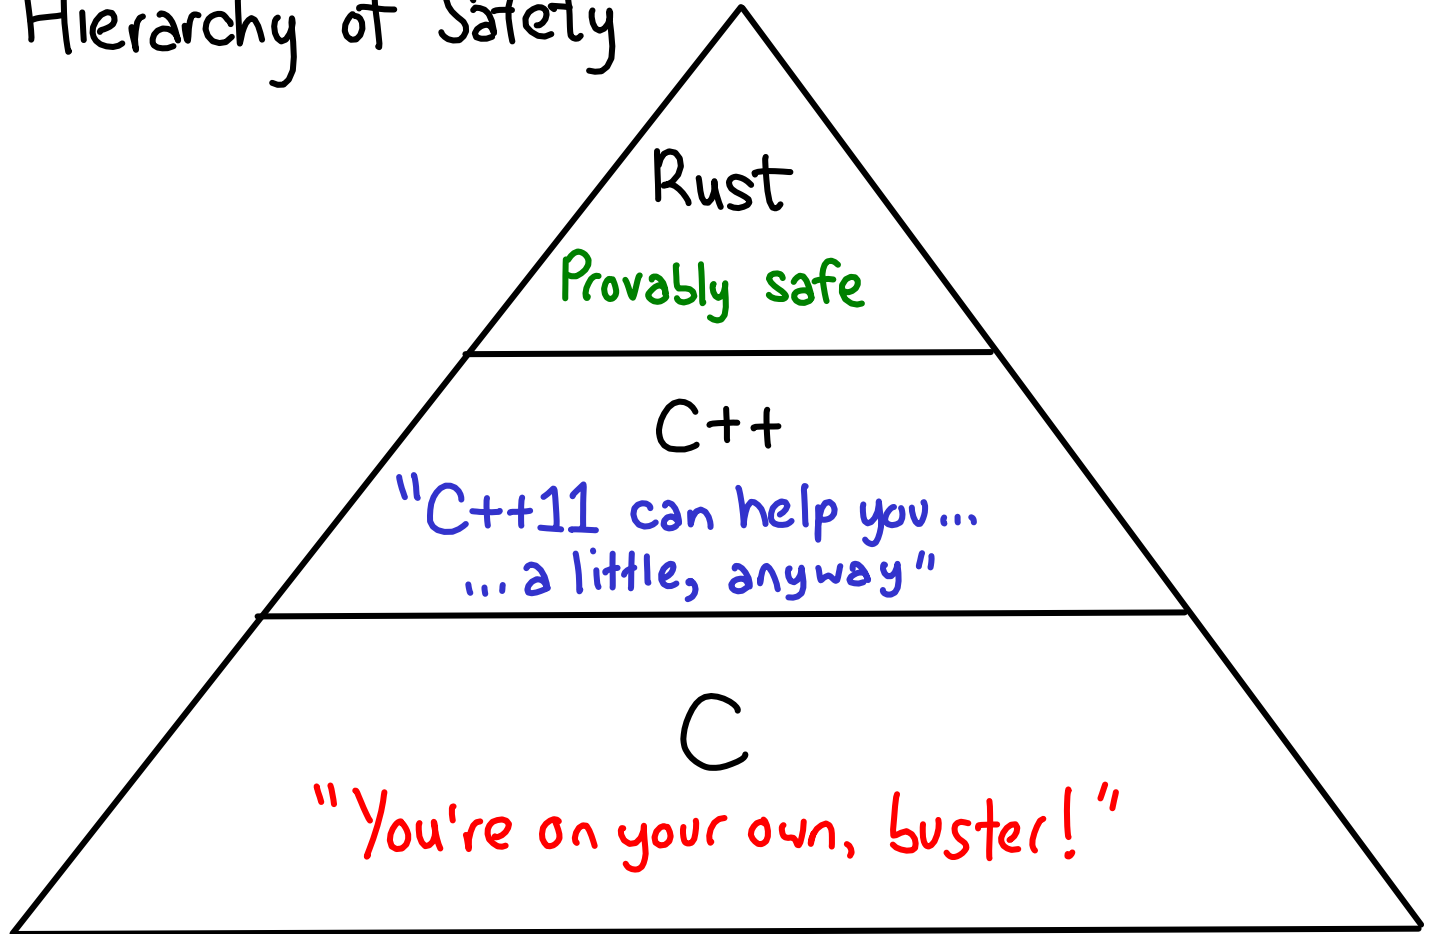 Hierarchy of Safety
Rust
Provably safe
C++
"C++11 can help you...
...a little, anyway"
C
"You're on your own, buster!"